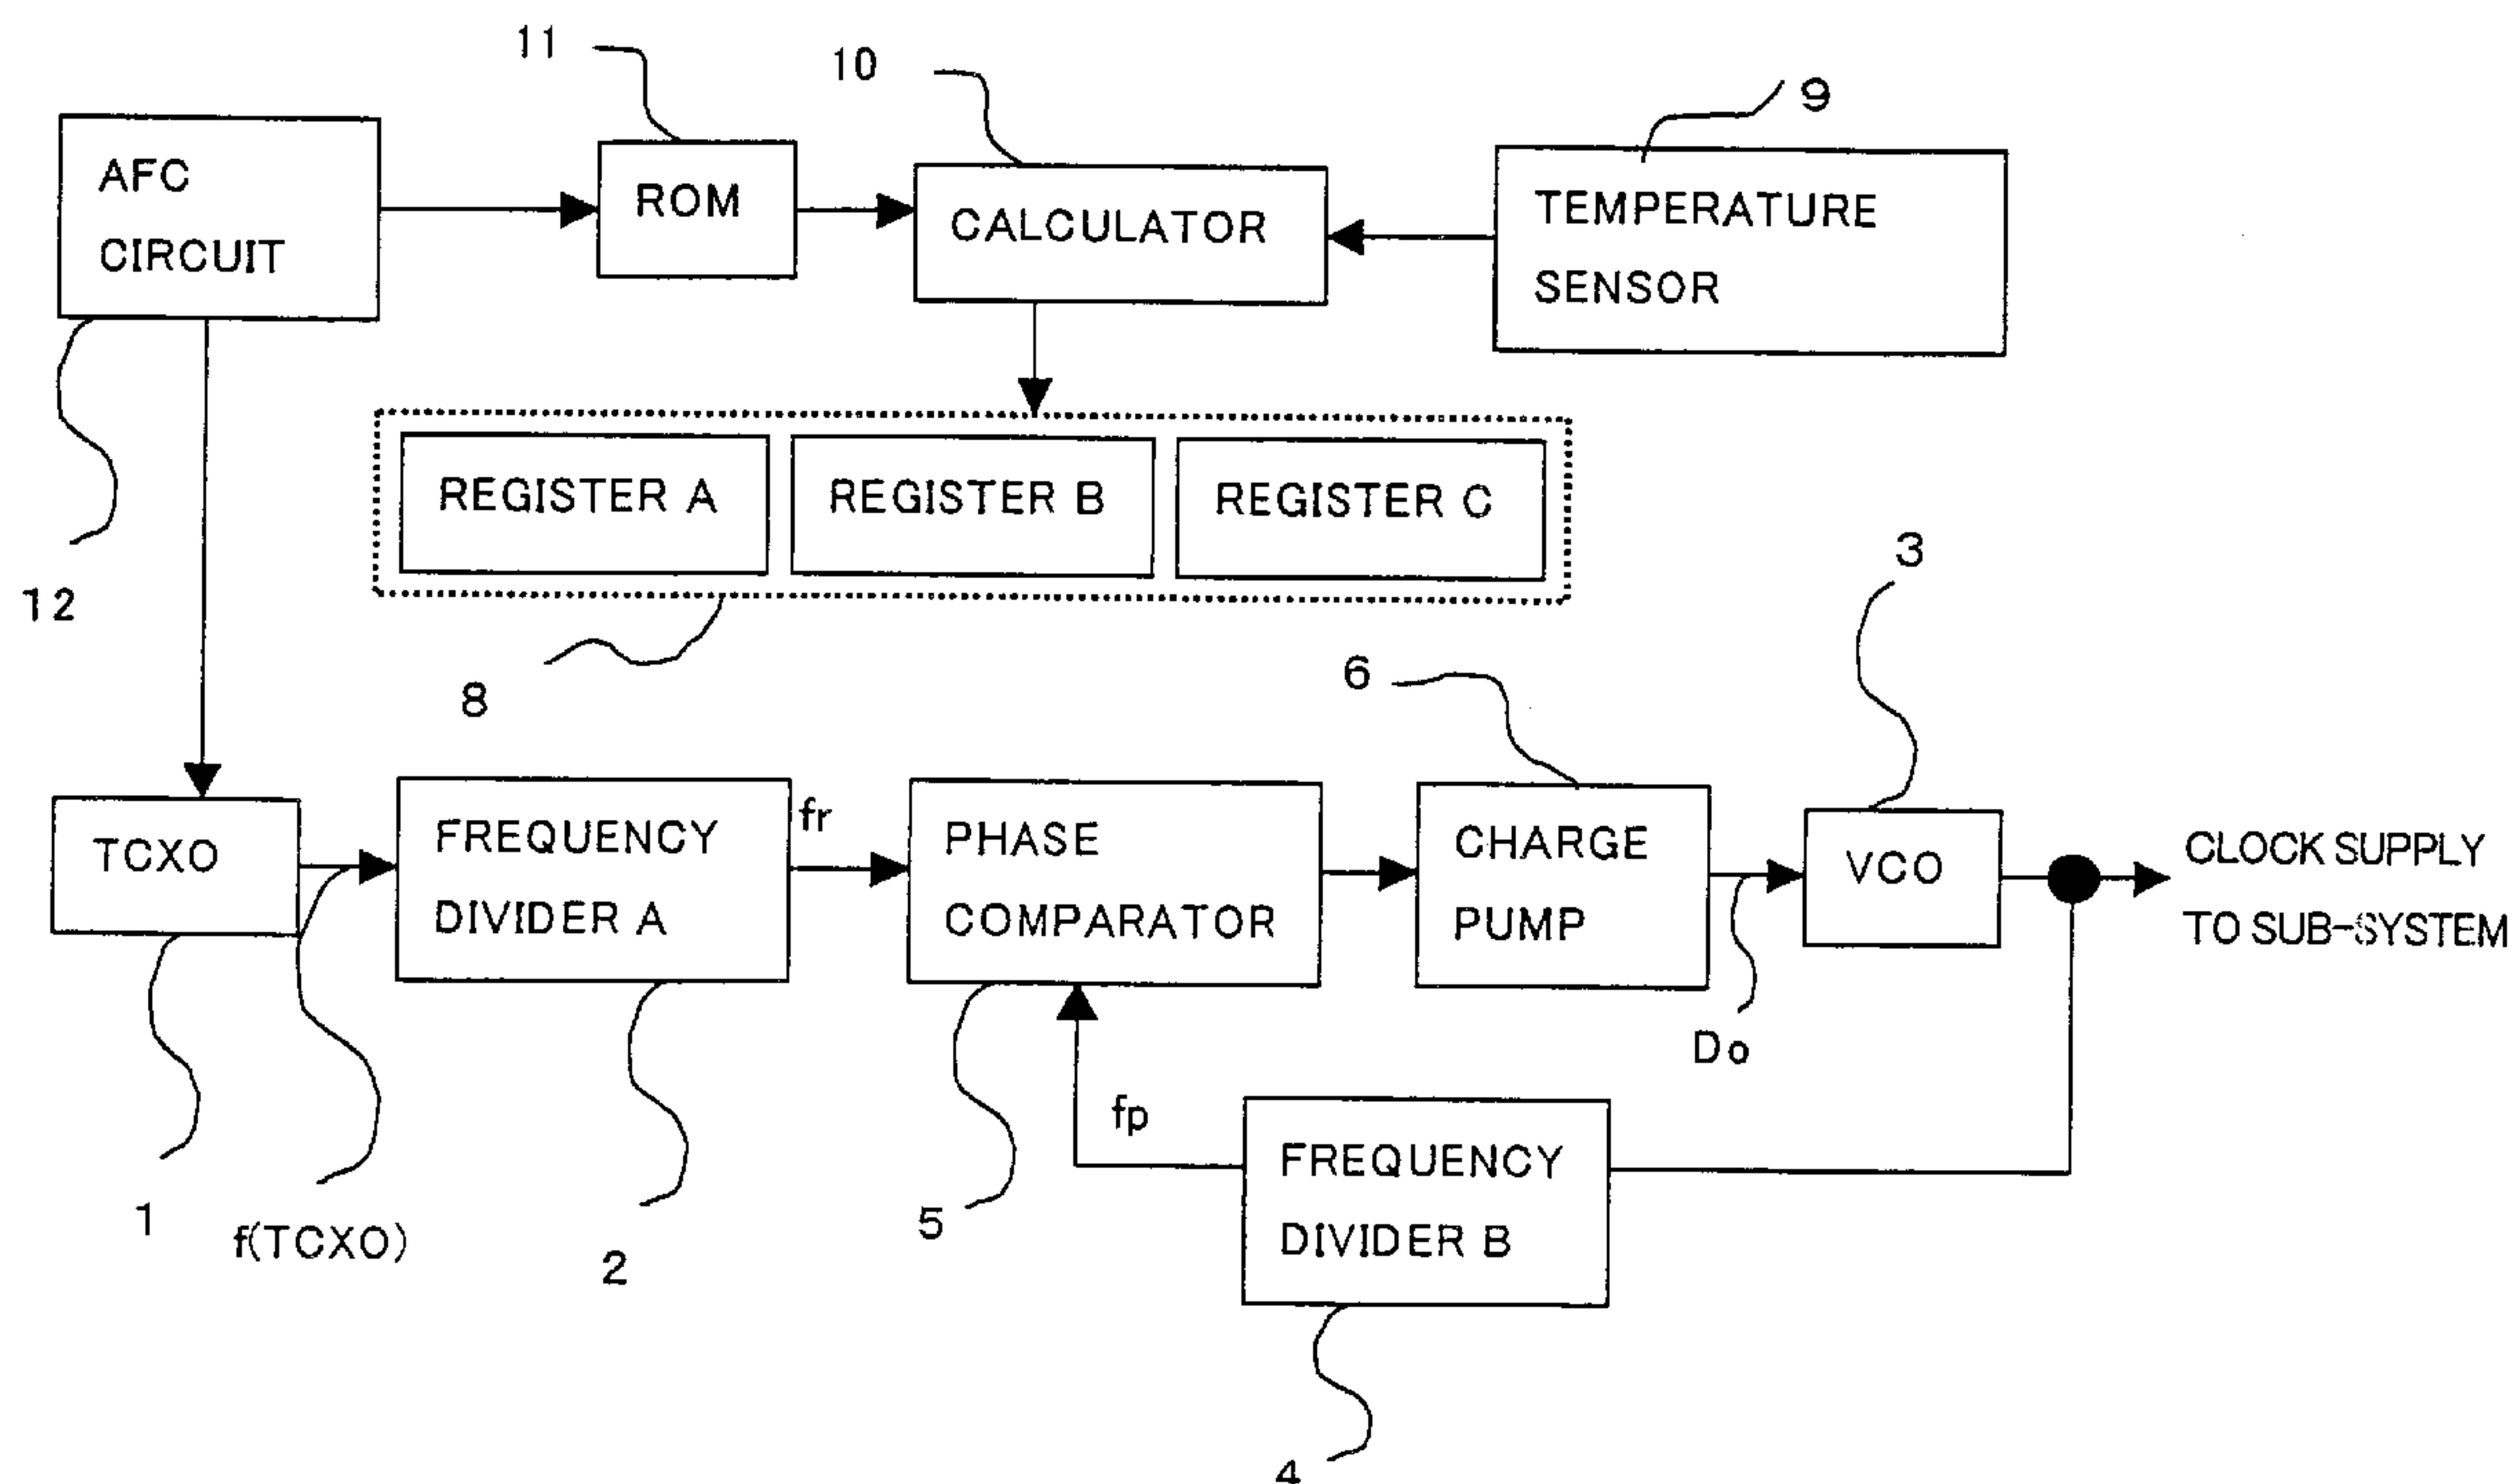 11
10
9
AFC
CIRCUIT
ROM
CALCULATOR
TEMPERATURE
SENSOR
REGISTER A
REGISTER B
REGISTER C
12
8
3
6
TCXO
FREQUENCY
DIVIDER A
fr
PHASE
COMPARATOR
CHARGE
PUMP
VCO
CLOCK SUPPLY
TO SUB-SYSTEM
Do
fp
FREQUENCY
DIVIDER B
1
f(TCXO)
2
5
4